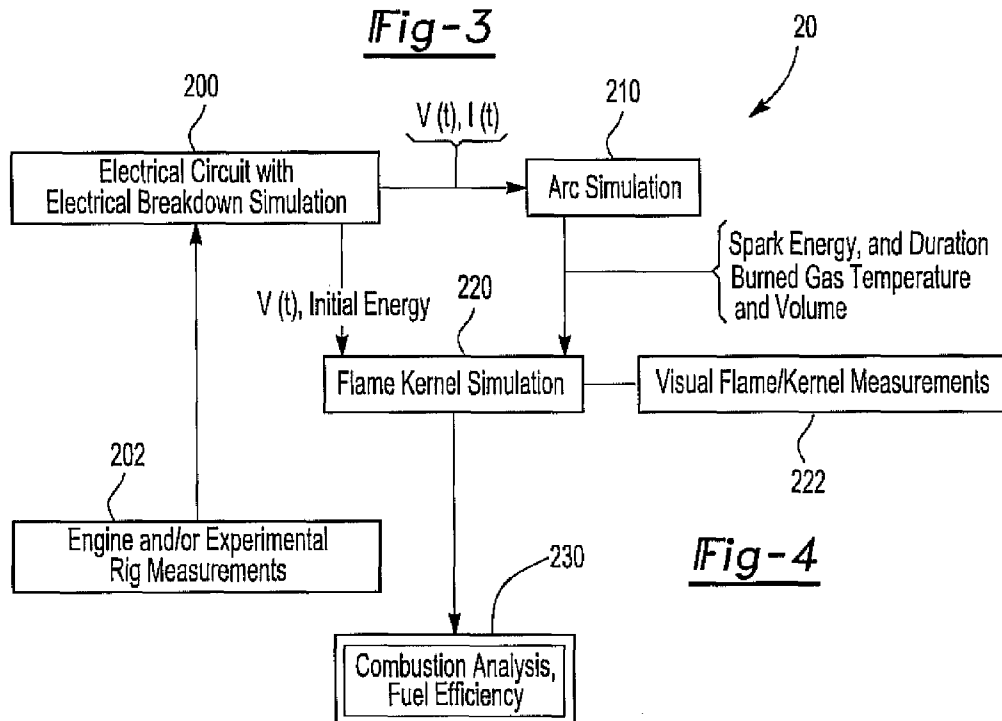 Fig-3
20
200
V (t), I (t)
210
Electrical Circuit with
Electrical Breakdown Simulation
Arc Simulation
Spark Energy, and Duration
Burned Gas Temperature
and Volume
V (t), Initial Energy
220
Flame Kernel Simulation
Visual Flame/Kernel Measurements
222
202
Engine and/or Experimental
Rig Measurements
Fig-4
230
Combustion Analysis,
Fuel Efficiency